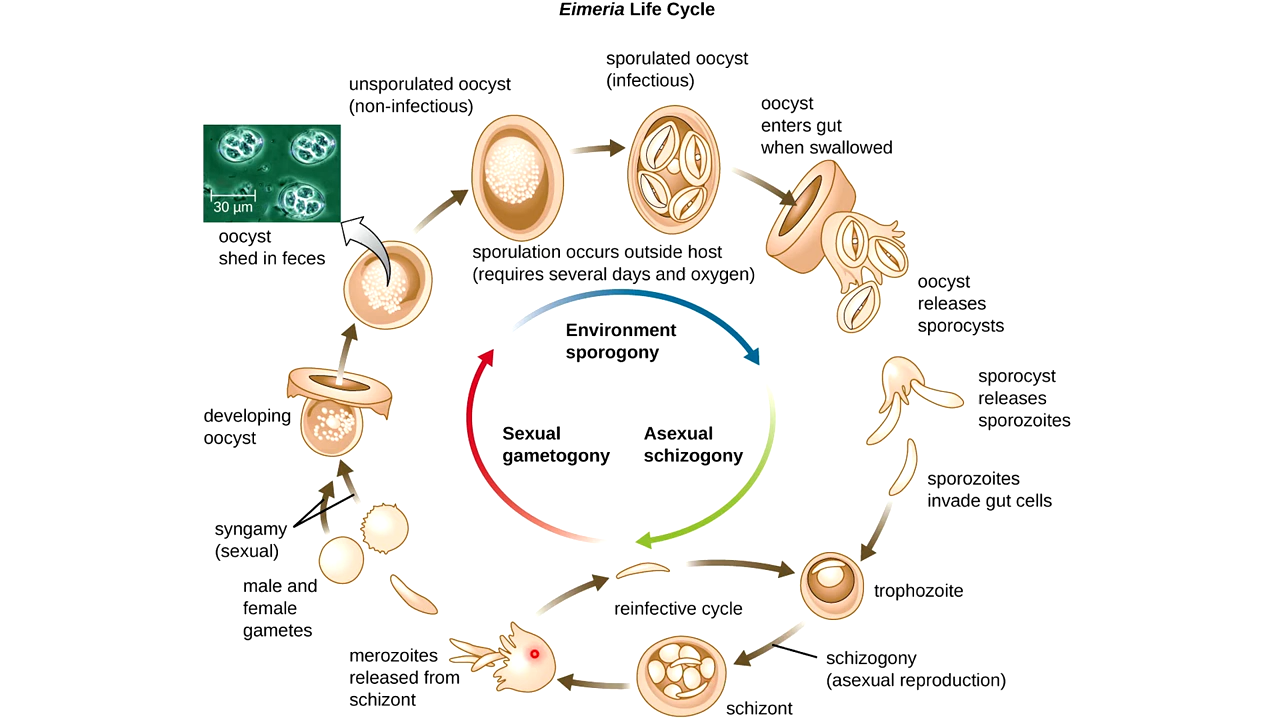 Eimeria Life Cycle
unsporulated oocyst
(non-infectious)
sporulated oocyst
(infectious)
oocyst
enters gut
when swallowed
30 µm
oocyst
shed in feces
sporulation occurs outside host
(requires several days and oxygen)
oocyst
releases
sporocysts
Environment
sporogony
sporocyst
releases
sporozoites
developing
oocyst
Sexual
gametogony
Asexual
schizogony
sporozoites
invade gut cells
syngamy
(sexual)
male and
female
gametes
reinfective cycle
trophozoite
merozoites
released from
schizont
schizogony
(asexual reproduction)
schizont